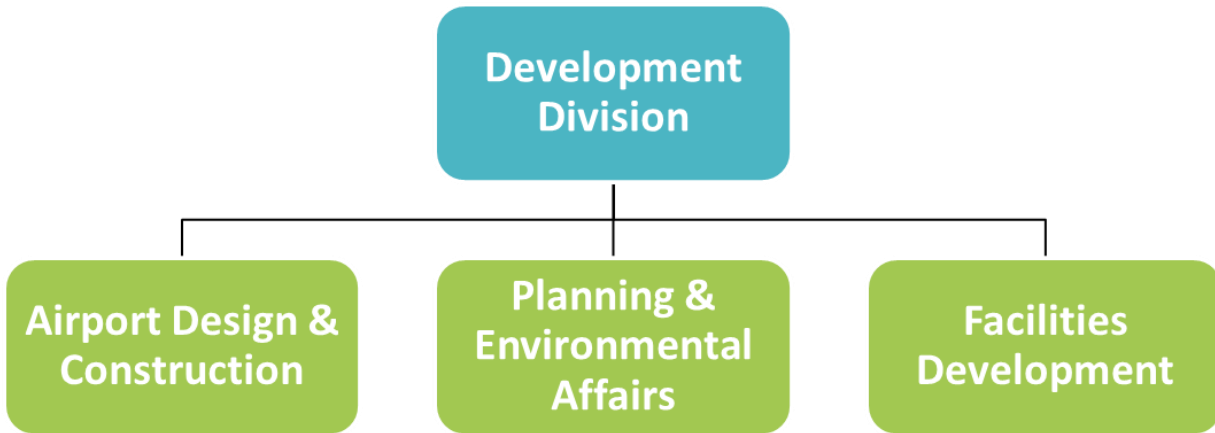 Development
Division
Airport Design &
Construction
Planning &
Environmental
Affairs
Facilities
Development